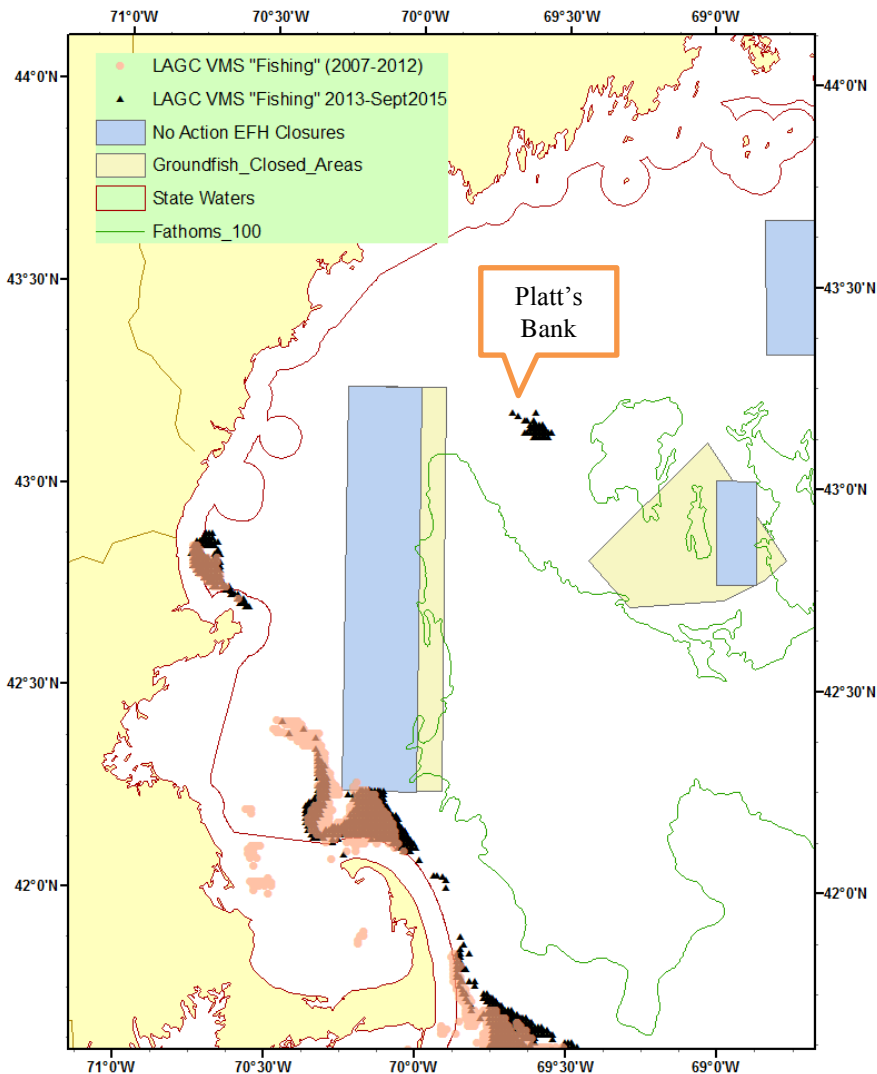 71°0'W 70°30'W 70°0'W 69°30'W 69°0'W
44°0'N
44°0'N
LAGC VMS "Fishing" (2007-2012)
LAGC VMS "Fishing" 2013-Sept2015
No Action EFH Closures
Groundfish_Closed_Areas
State Waters
Fathoms_100
43°30'N
43°30'N
Platt's
Bank
43°0'N
43°0'N
42°30'N
42°30'N
42°0'N
42°0'N
71°0'W 70°30'W 70°0'W 69°30'W 69°0'W